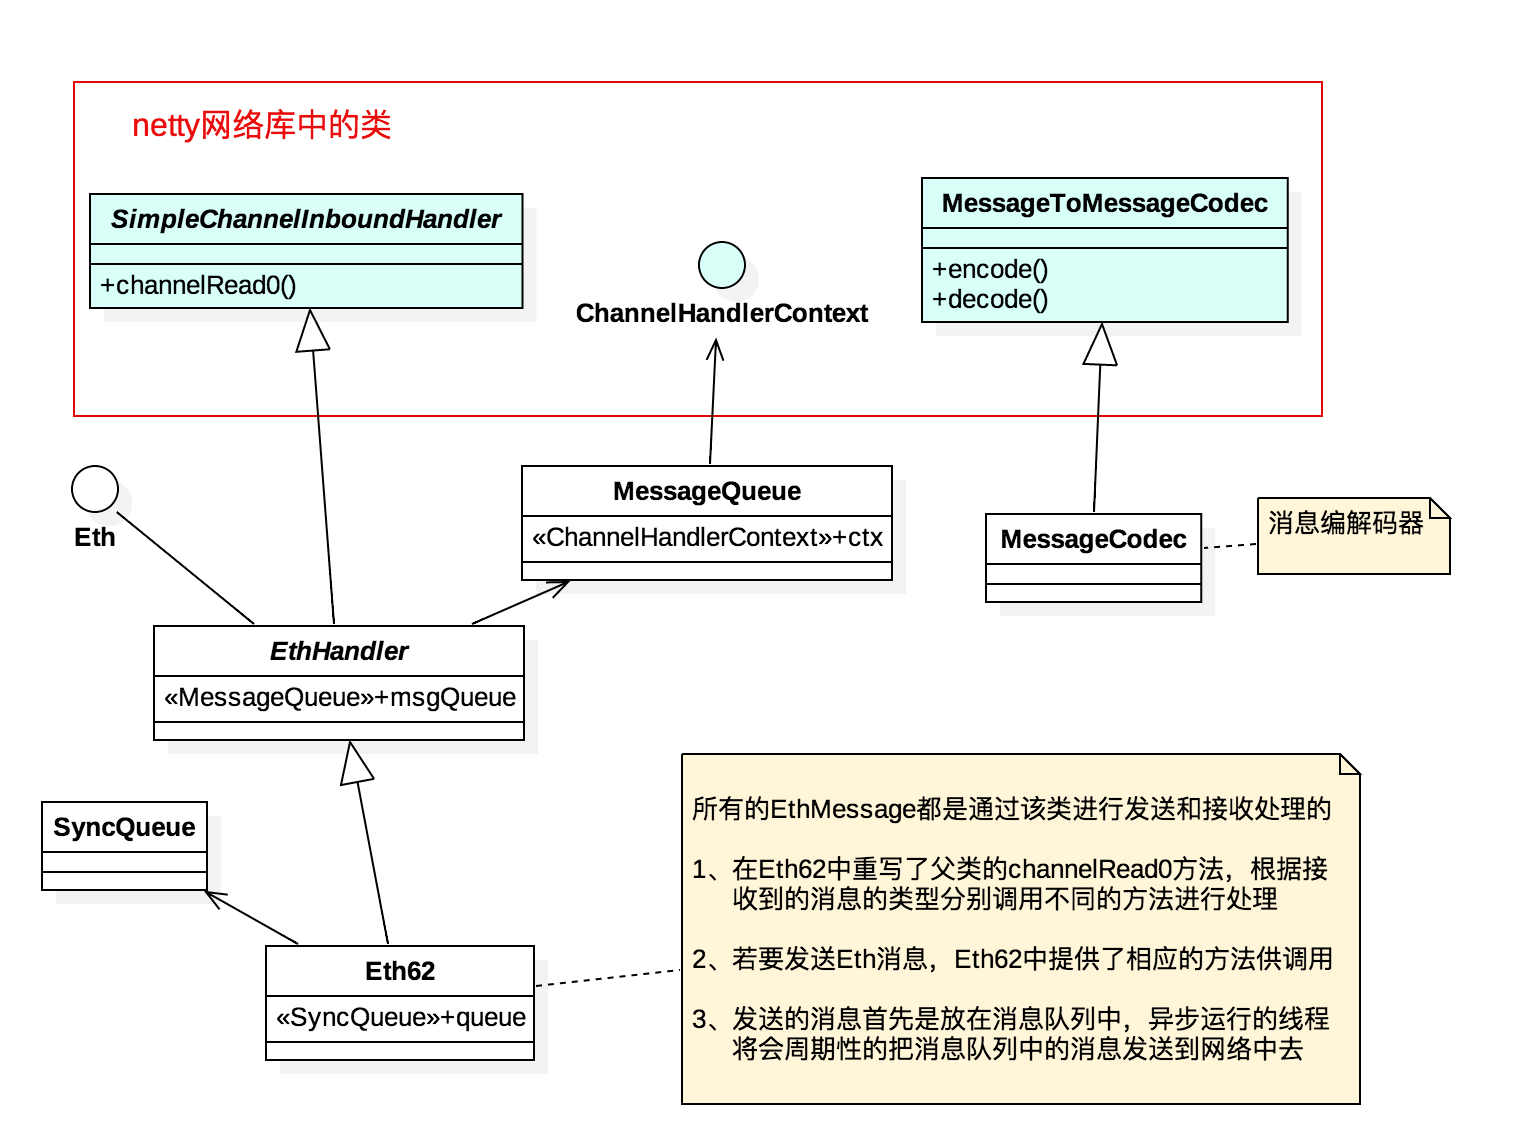 netty网络库中的类
SimpleChannelInboundHandler
+channelRead0()
ChannelHandlerContext
MessageToMessageCodec
+encode()
+decode()
Eth
MessageQueue
«ChannelHandlerContext»+ctx
MessageCodec
消息编解码器
EthHandler
«MessageQueue»+msgQueue
SyncQueue
Eth62
«SyncQueue»+queue
所有的EthMessage都是通过该类进行发送和接收处理的
1、在Eth62中重写了父类的channelRead0方法，根据接
收到的消息的类型分别调用不同的方法进行处理
2、若要发送Eth消息，Eth62中提供了相应的方法供调用
3、发送的消息首先是放在消息队列中，异步运行的线程
将会周期性的把消息队列中的消息发送到网络中去